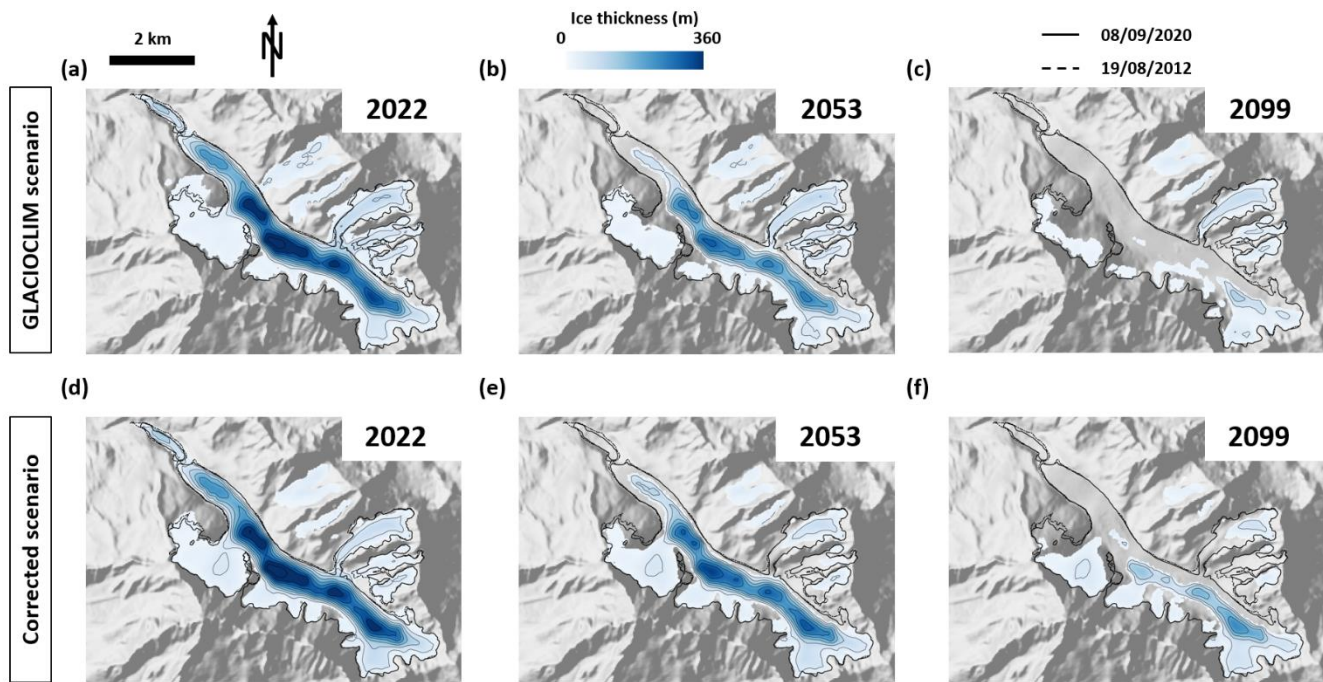 2 km
N
Ice thickness (m)
0 360
08/09/2020
19/08/2012
(a) (b) (c)
GLACIOCLIM scenario
2022 2053 2099
(d) (e) (f)
Corrected scenario
2022 2053 2099